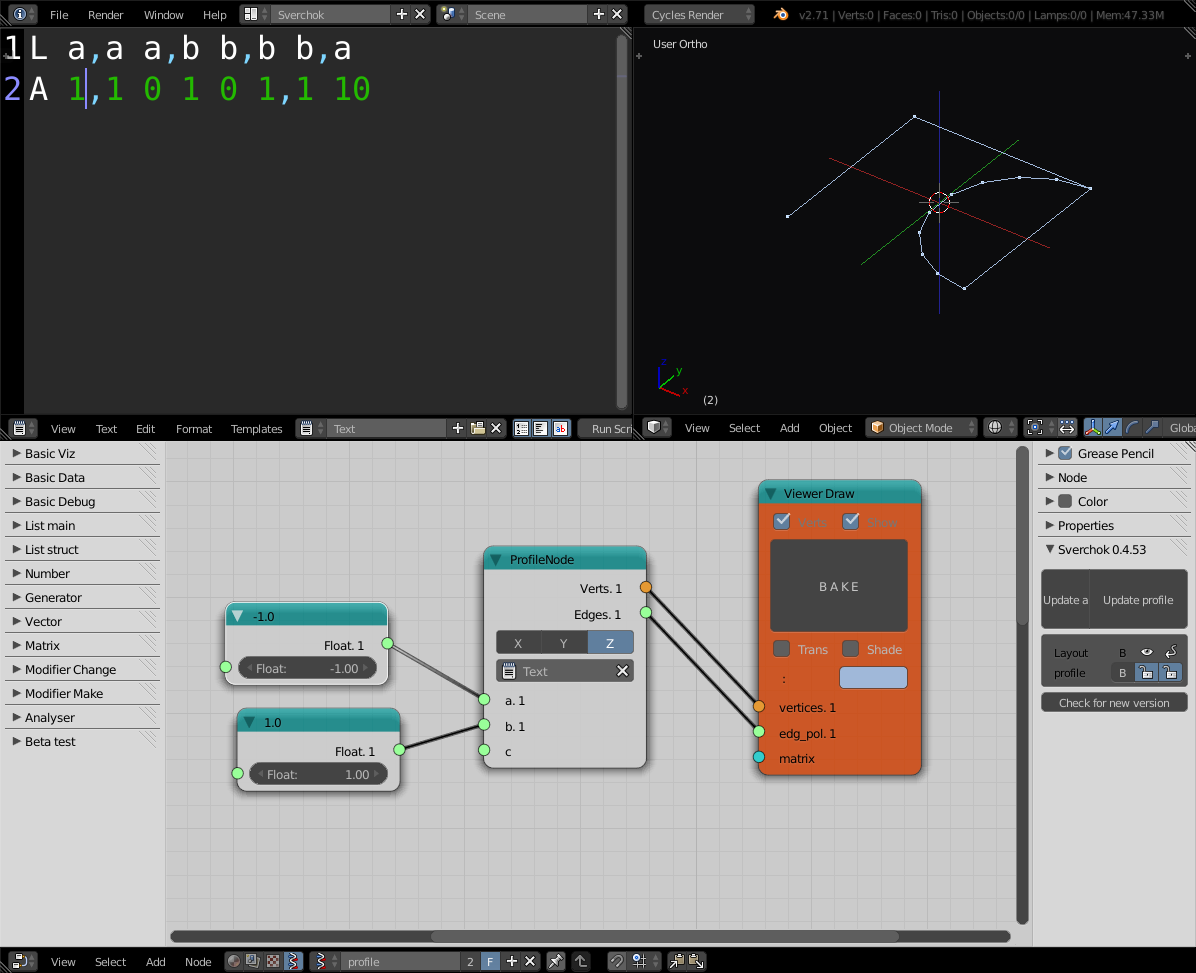 File Render Window Help Sverchok Scene Cycles Render v2.71 | Verts:0 | Faces:0 | Tris:0 | Objects:0/0 | Lamps:0/0 | Mem:47.33M
1 L a,a a,b b,b b,a
2 A 1,1 0 1 0 1,1 10
User Ortho
z
y
x
(2)
View Text Edit Format Templates Text Run Scri
View Select Add Object Object Mode Globa
Basic Viz
Basic Data
Basic Debug
List main
List struct
Number
Generator
Vector
Matrix
Modifier Change
Modifier Make
Analyser
Beta test
-1.0
Float. 1
Float: -1.00
1.0
Float. 1
Float: 1.00
ProfileNode
Verts. 1
Edges. 1
X Y Z
Text
a. 1
b. 1
c
Viewer Draw
Verts Show
BAKE
Trans Shade
:
vertices. 1
edg_pol. 1
matrix
Grease Pencil
Node
Color
Properties
Sverchok 0.4.53
Update a Update profile
Layout B
profile B
Check for new version
View Select Add Node profile 2 F